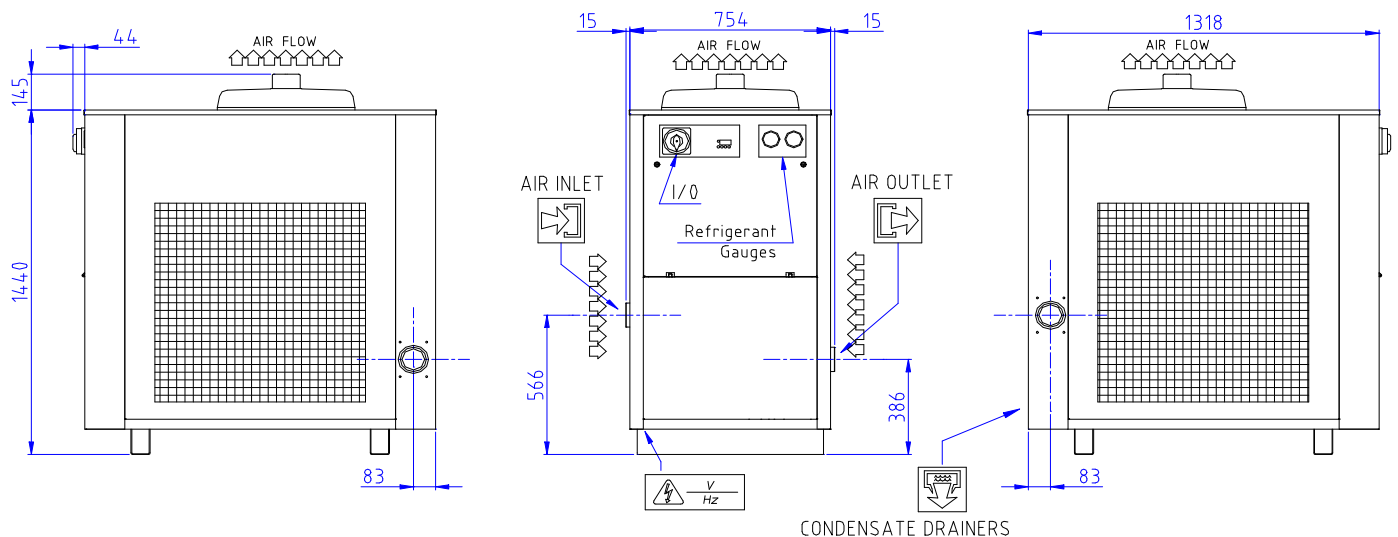 44
AIR FLOW
145
1440
83
15
754
15
AIR FLOW
I/0
AIR INLET
AIR OUTLET
Refrigerant
Gauges
566
386
V
Hz
1318
AIR FLOW
83
CONDENSATE DRAINERS